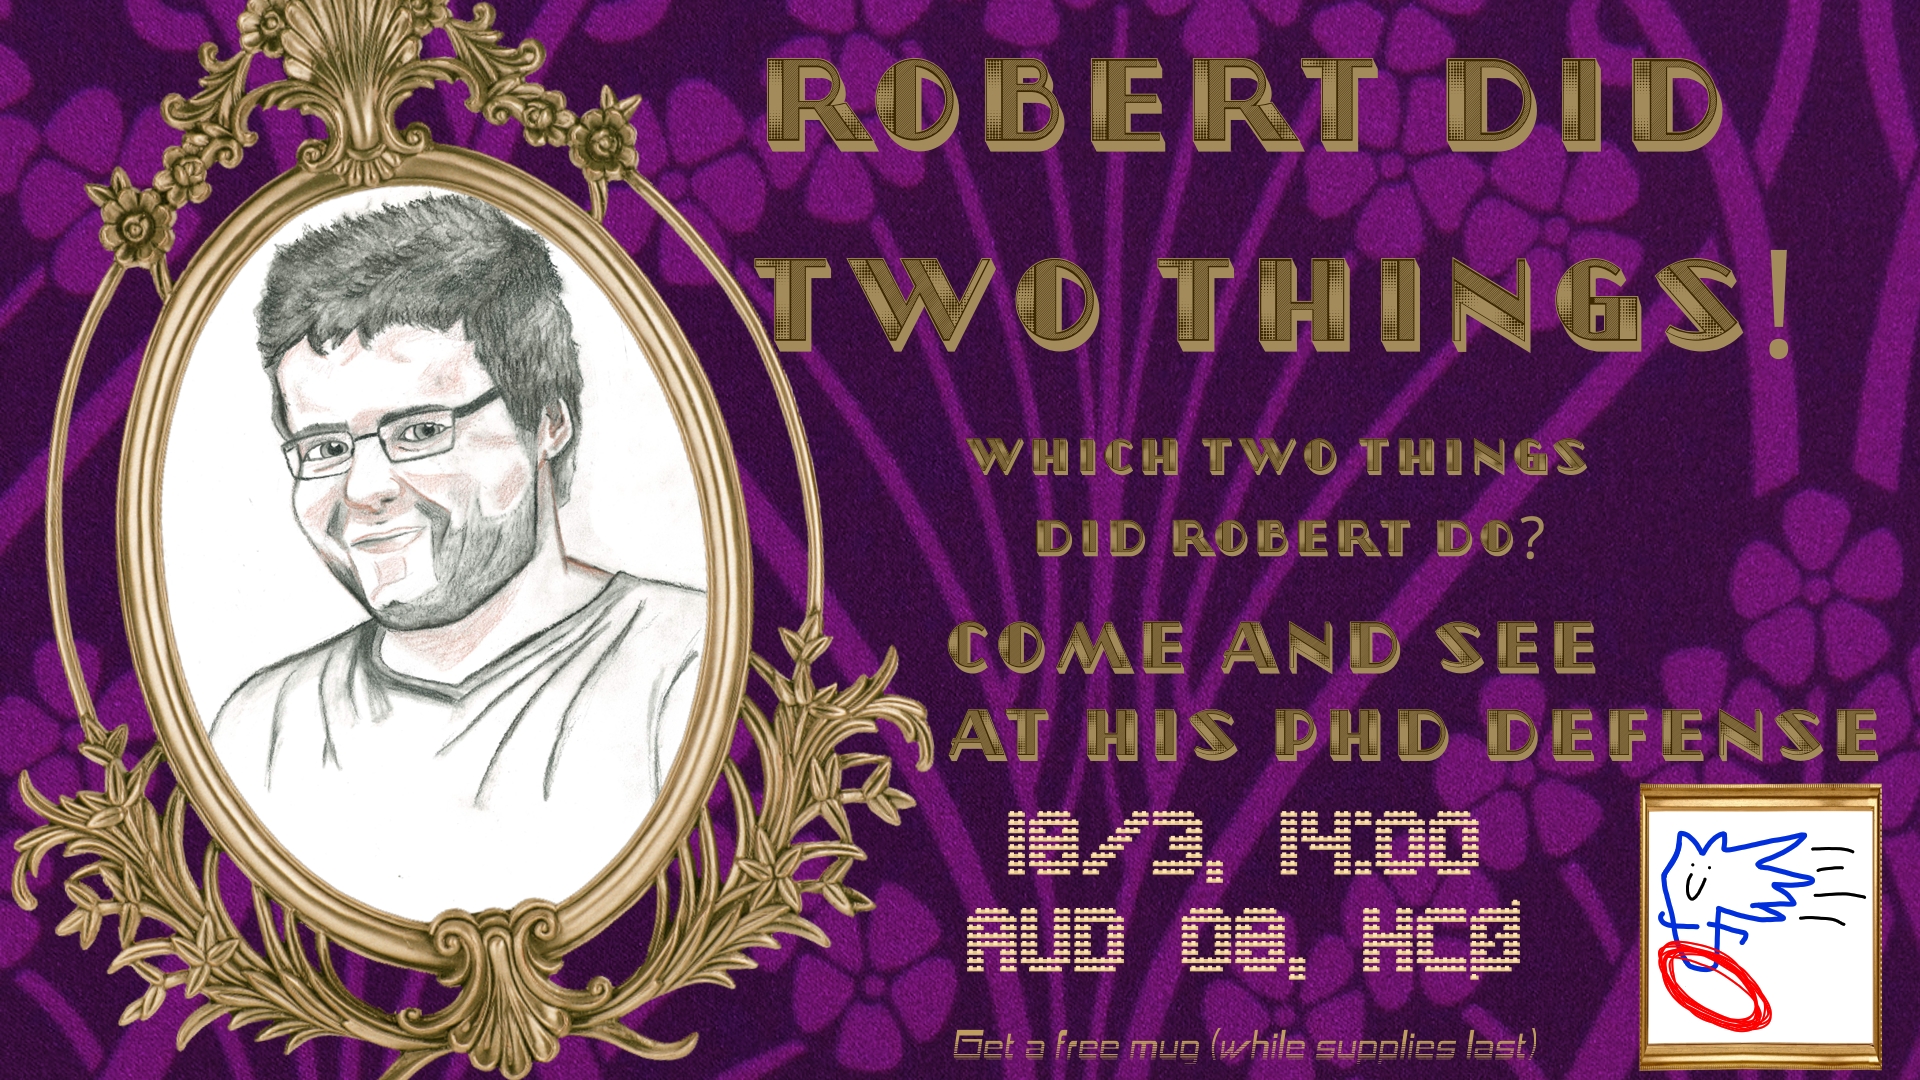 ROBERT DID
TWO THINGS!
WHICH TWO THINGS
DID ROBERT DO?
COME AND SEE
AT HIS PHD DEFENSE
18/3, 14:00
AUD 08, HCØ
Get a free mug (while supplies last)